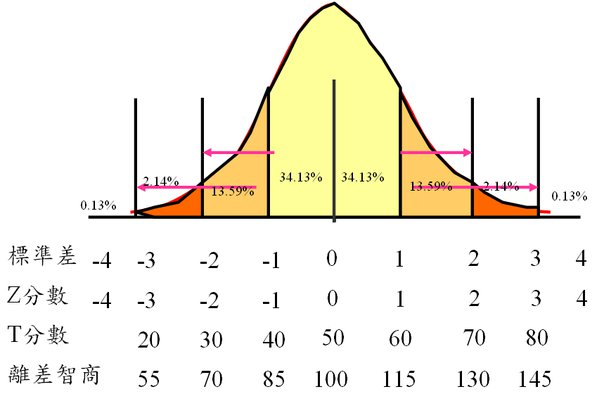 34.13% 34.13%
2.14% 13.59% 13.59% 2.14%
0.13% 0.13%
標準差 -4 -3 -2 -1 0 1 2 3 4
Z分數 -4 -3 -2 -1 0 1 2 3 4
T分數 20 30 40 50 60 70 80
離差智商 55 70 85 100 115 130 145